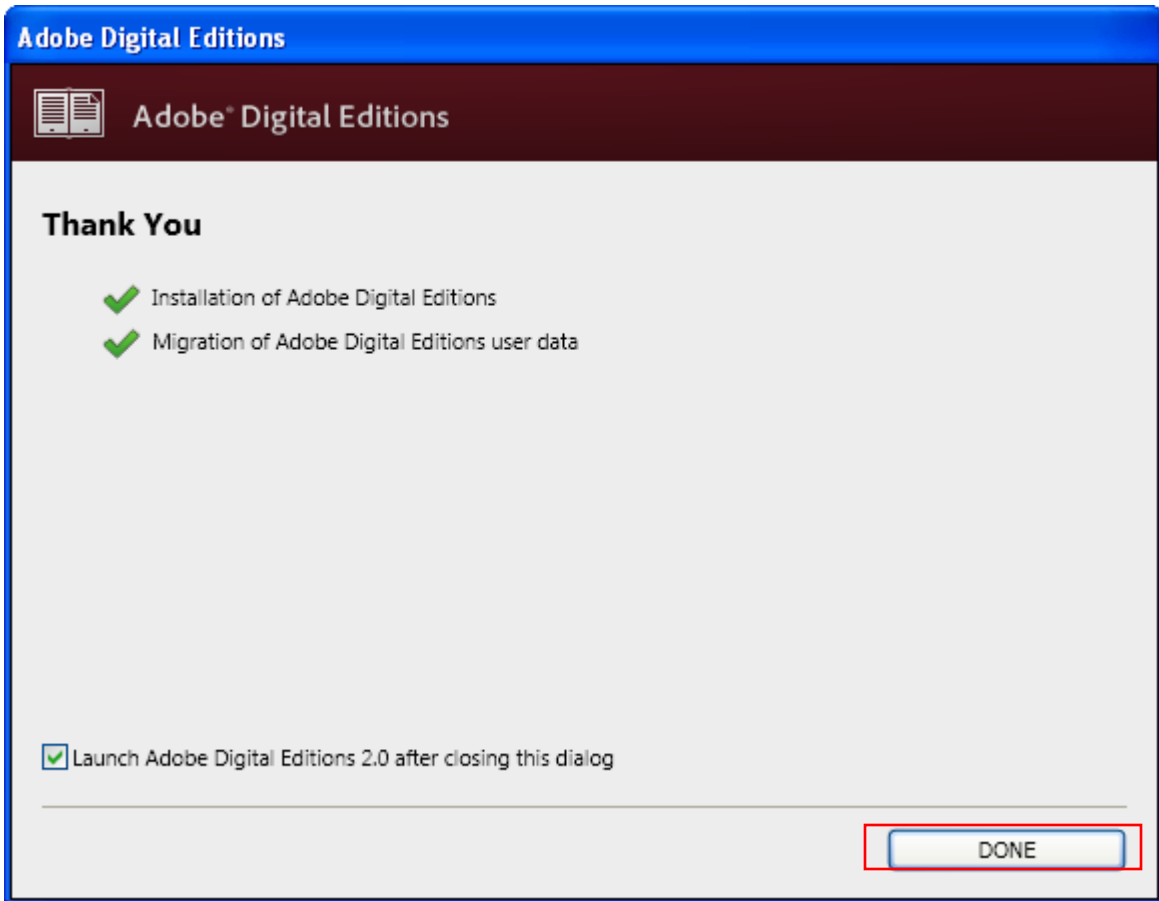 Adobe Digital Editions
Adobe® Digital Editions
Thank You
Installation of Adobe Digital Editions
Migration of Adobe Digital Editions user data
Launch Adobe Digital Editions 2.0 after closing this dialog
DONE